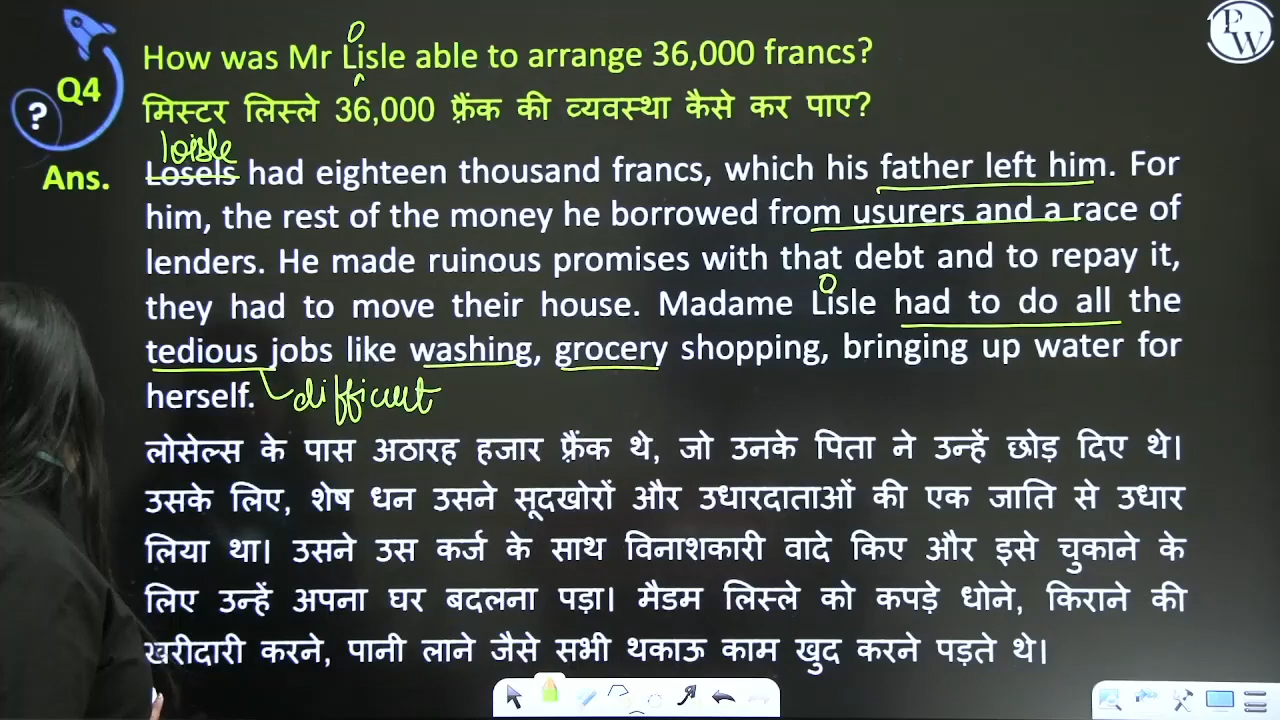 How was Mr Lisle able to arrange 36,000 francs?
O
Q4
?
मिस्टर लिस्ले 36,000 फ्रैंक की व्यवस्था कैसे कर पाए?
loisle
Ans.
Losels had eighteen thousand francs, which his father left him. For
him, the rest of the money he borrowed from usurers and a race of
lenders. He made ruinous promises with that debt and to repay it,
they had to move their house. Madame Lisle had to do all the
O
tedious jobs like washing, grocery shopping, bringing up water for
herself.
difficult
लोसेल्स के पास अठारह हजार फ्रैंक थे, जो उनके पिता ने उन्हें छोड़ दिए थे।
उसके लिए, शेष धन उसने सूदखोरों और उधारदाताओं की एक जाति से उधार
लिया था। उसने उस कर्ज के साथ विनाशकारी वादे किए और इसे चुकाने के
लिए उन्हें अपना घर बदलना पड़ा। मैडम लिस्ले को कपड़े धोने, किराने की
खरीदारी करने, पानी लाने जैसे सभी थकाऊ काम खुद करने पड़ते थे।
PW